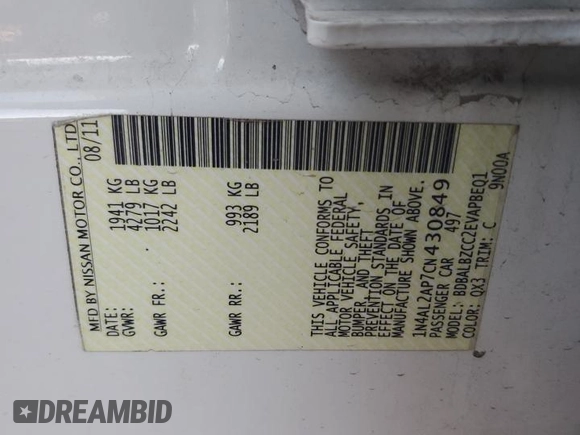 MFD BY NISSAN MOTOR CO., LTD.
DATE: 08/11
GVWR: 1941 KG
4279 LB
GAWR FR: 1017 KG
2242 LB
GAWR RR: 993 KG
2189 LB
THIS VEHICLE CONFORMS TO
ALL APPLICABLE FEDERAL
MOTOR VEHICLE SAFETY,
BUMPER, AND THEFT
PREVENTION STANDARDS IN
EFFECT ON THE DATE OF
MANUFACTURE SHOWN ABOVE.
1N4AL2AP7CN430849
PASSENGER CAR 497
MODEL: BDBALBZCC2EVAPBEQ1
COLOR: QX3 TRIM: C 9N00A
$DREAMBID